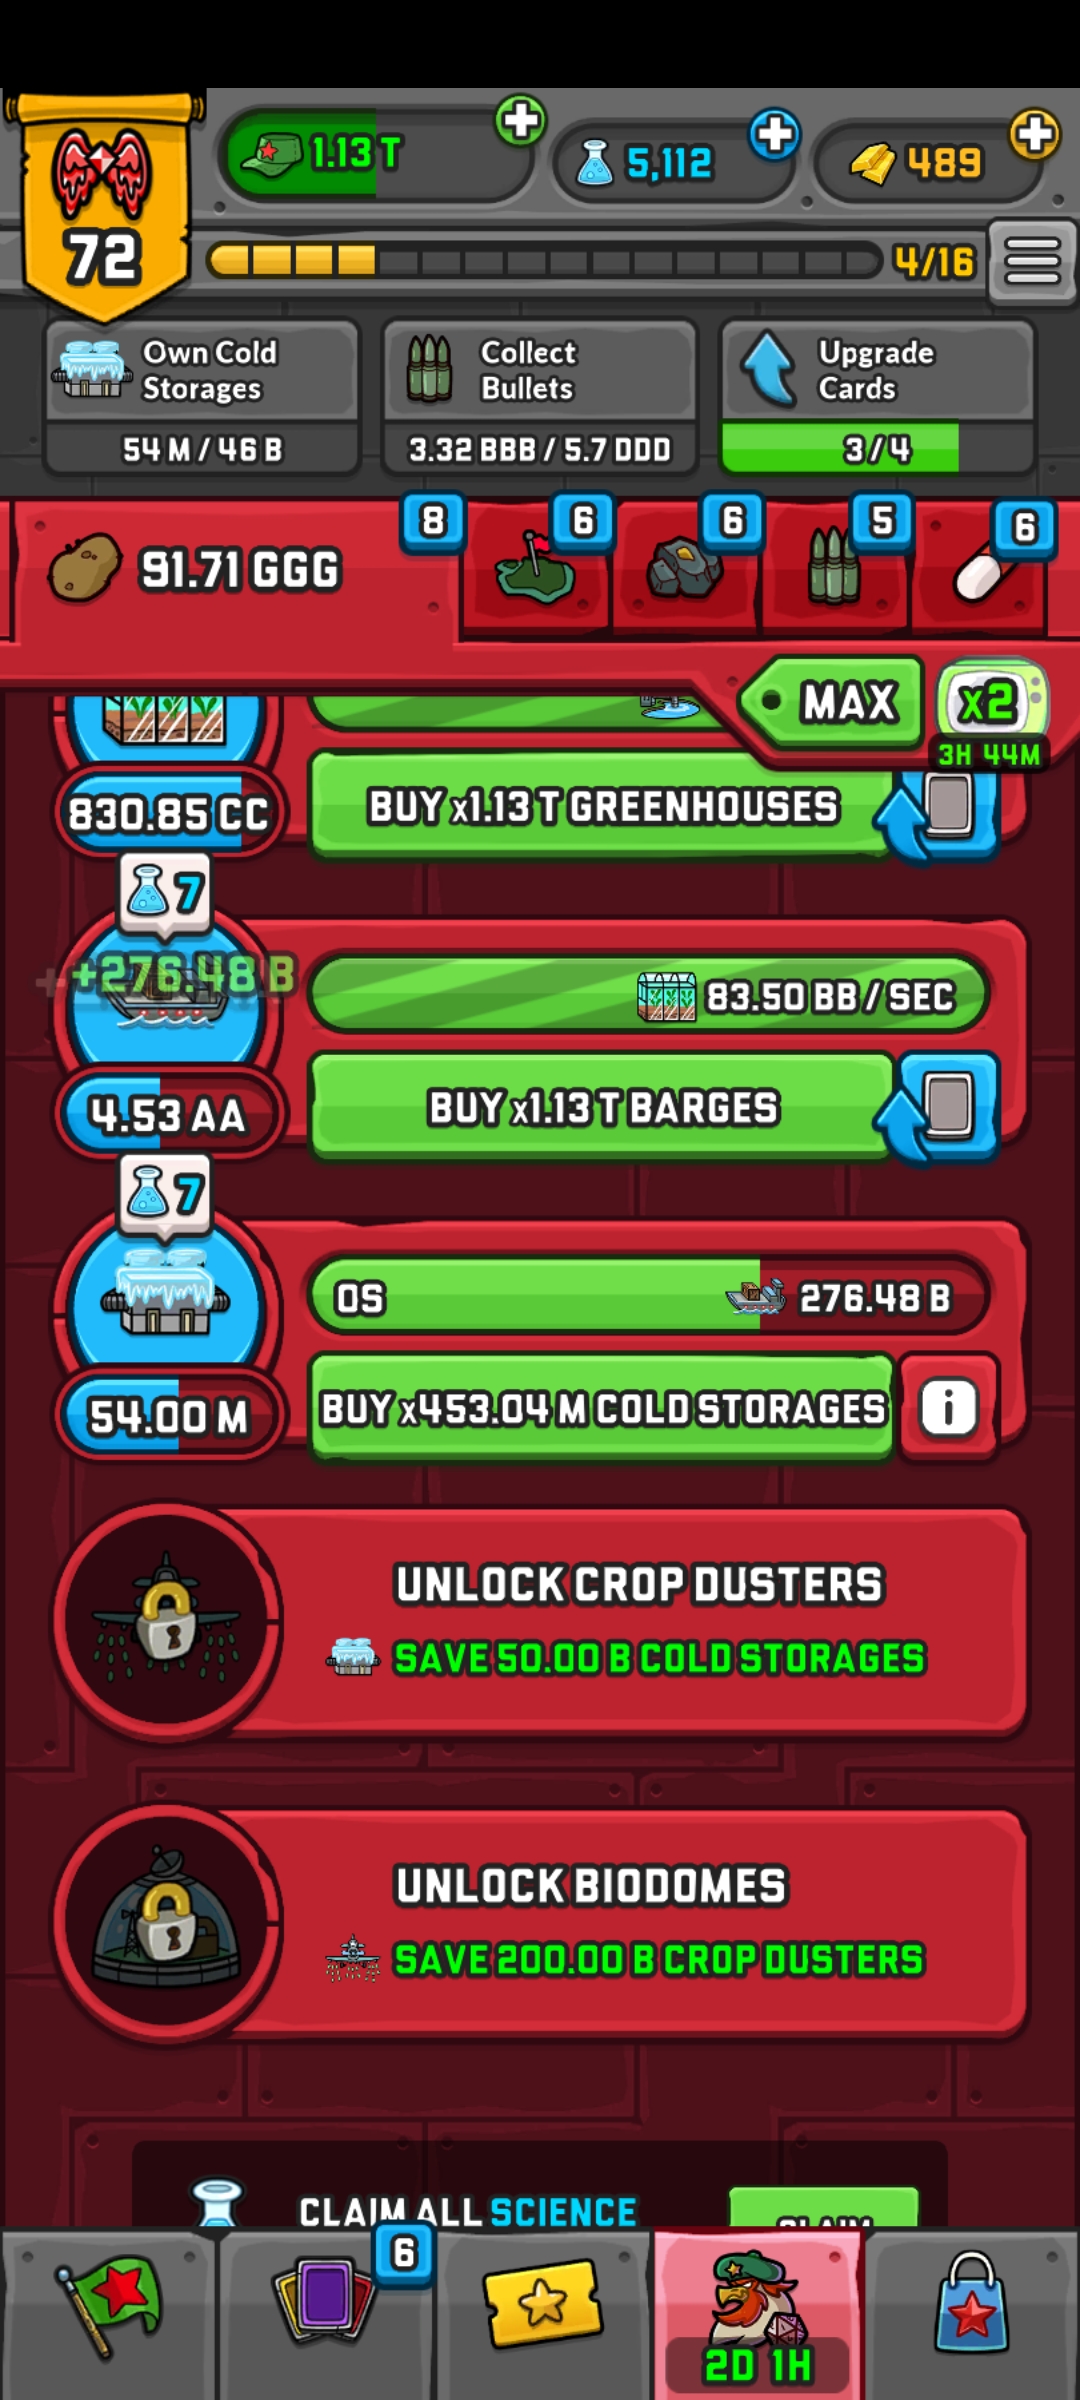 1.13 T
5,112
489
72
4/16
Own Cold
Storages
54 M / 46 B
Collect
Bullets
3.32 BBB / 5.7 DDD
Upgrade
Cards
3/4
91.71 GGG
8
6
6
5
6
MAX
x2
3H 44M
830.85 CC
BUY x1.13 T GREENHOUSES
7
+276.48 B
83.50 BB / SEC
4.53 AA
BUY x1.13 T BARGES
7
0S
276.48 B
54.00 M
BUY x453.04 M COLD STORAGES
i
UNLOCK CROP DUSTERS
SAVE 50.00 B COLD STORAGES
UNLOCK BIODOMES
SAVE 200.00 B CROP DUSTERS
CLAIM ALL SCIENCE
CLAIM
6
2D 1H